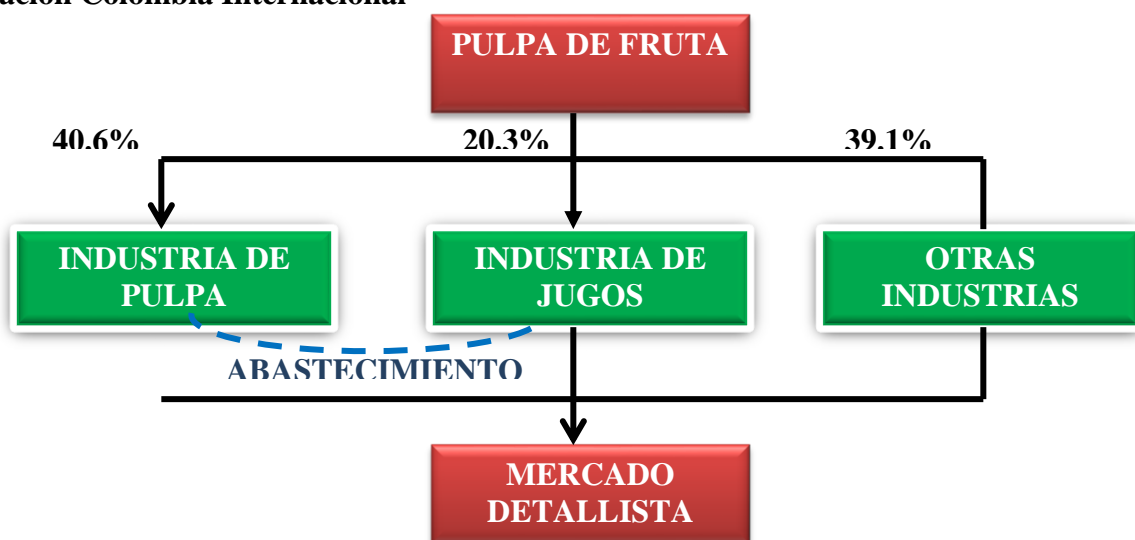 Colombia Internacional
PULPA DE FRUTA
40.6%
20.3%
39.1%
INDUSTRIA DE
PULPA
INDUSTRIA DE
JUGOS
OTRAS
INDUSTRIAS
ABASTECIMIENTO
MERCADO
DETALLISTA